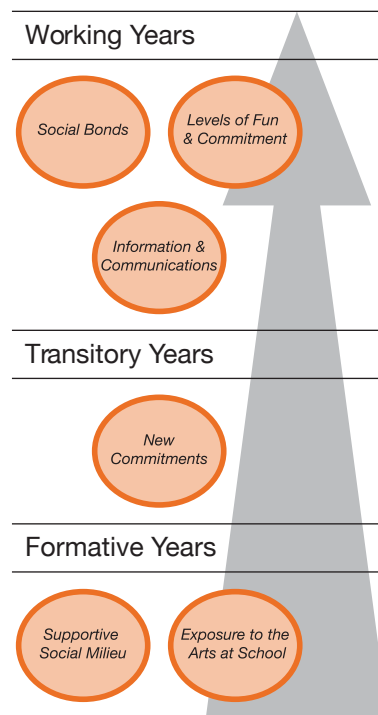 Working Years
Social Bonds
Levels of Fun
& Commitment
Information &
Communications
Transitory Years
New
Commitments
Formative Years
Supportive
Social Milieu
Exposure to the
Arts at School